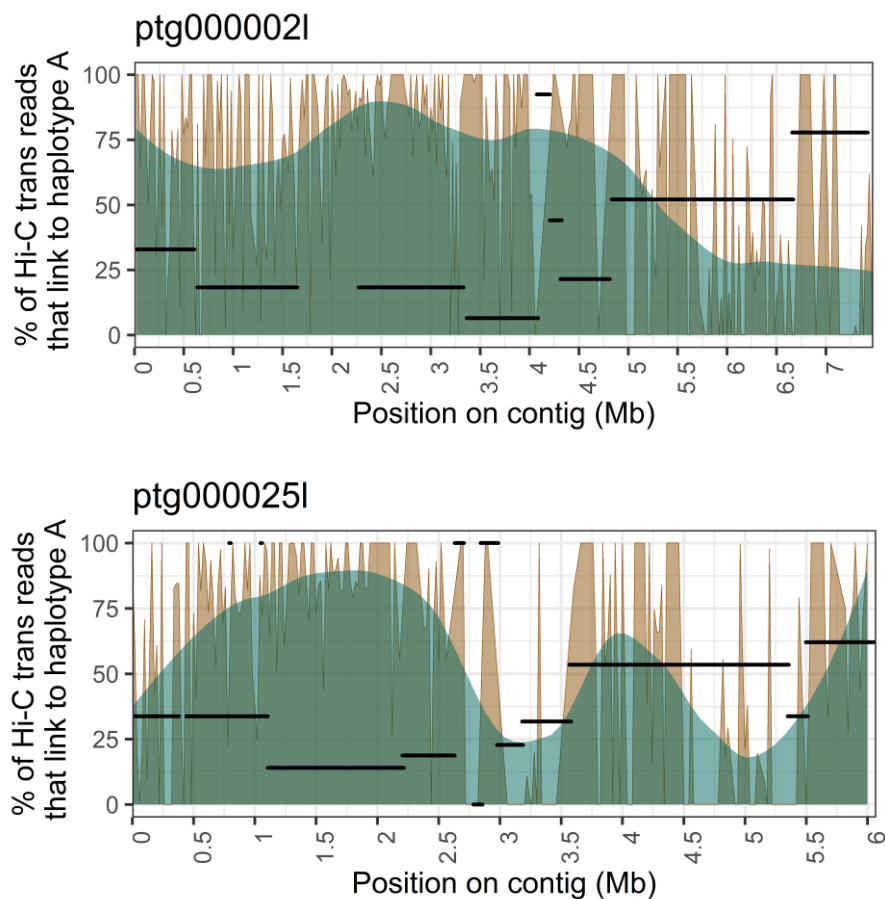 ptg000002l
% of Hi-C trans reads
that link to haplotype A
100
75
50
25
0
0 0.5 1 1.5 2 2.5 3 3.5 4 4.5 5 5.5 6 6.5 7
Position on contig (Mb)
ptg000025l
% of Hi-C trans reads
that link to haplotype A
100
75
50
25
0
0 0.5 1 1.5 2 2.5 3 3.5 4 4.5 5 5.5 6
Position on contig (Mb)